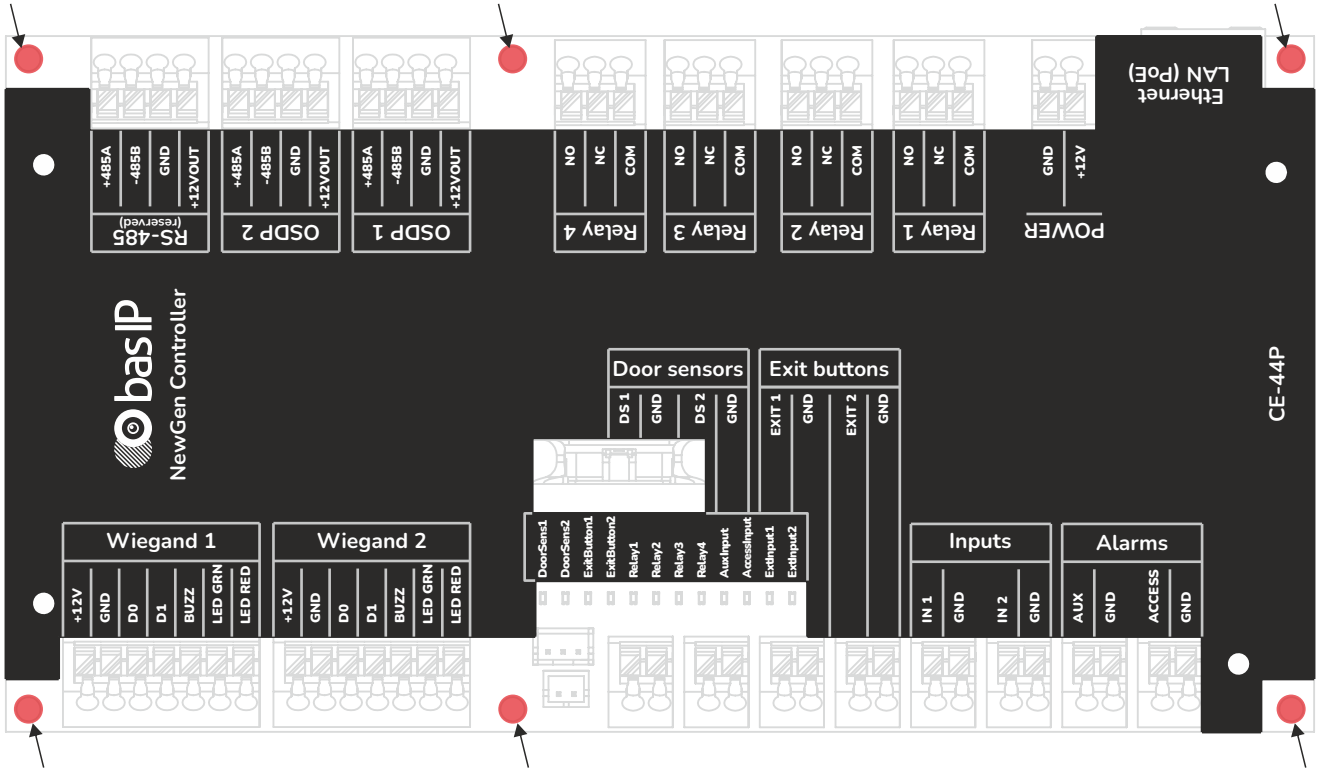 Ethernet
LAN (PoE)
+485A
-485B
GND
+12VOUT
RS-485
(reserved)
+485A
-485B
GND
+12VOUT
OSDP 2
+485A
-485B
GND
+12VOUT
OSDP 1
NO
NC
COM
Relay 4
NO
NC
COM
Relay 3
NO
NC
COM
Relay 2
NO
NC
COM
Relay 1
GND
+12V
POWER
basIP
NewGen Controller
CE-44P
Door sensors
DS 1
GND
DS 2
GND
Exit buttons
EXIT 1
GND
EXIT 2
GND
Wiegand 1
+12V
GND
D0
D1
BUZZ
LED GRN
LED RED
Wiegand 2
+12V
GND
D0
D1
BUZZ
LED GRN
LED RED
DoorSens1
DoorSens2
ExitButton1
ExitButton2
Relay1
Relay2
Relay3
Relay4
AuxInput
AccessInput
ExtInput1
ExtInput2
Inputs
IN 1
GND
IN 2
GND
Alarms
AUX
GND
ACCESS
GND